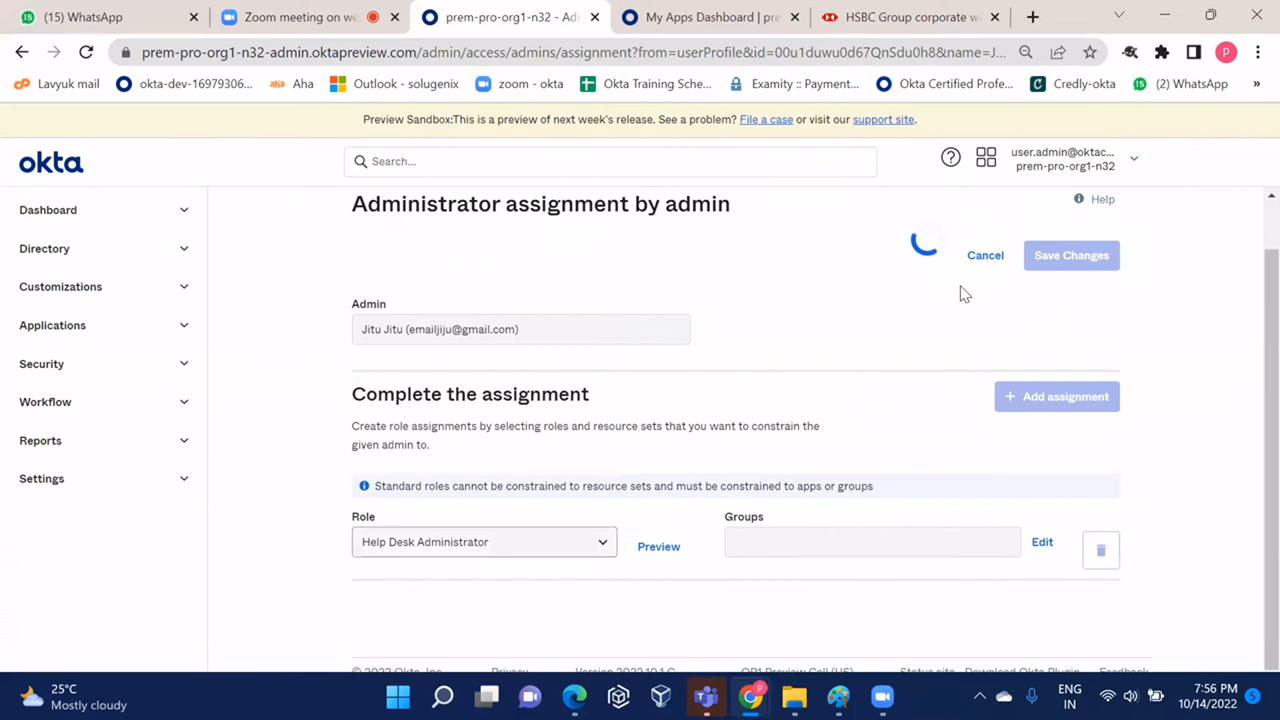 (15) WhatsApp
Zoom meeting on we
prem-pro-org1-n32 - Adm
My Apps Dashboard | pre
HSBC Group corporate w
prem-pro-org1-n32-admin.oktapreview.com/admin/access/admins/assignment?from=userProfile&id=00u1duwu0d67QnSdu0h8&name=J...
P
Lavyuk mail
okta-dev-16979306...
Aha
Outlook - solugenix
zoom - okta
Okta Training Sche...
Examity :: Payment...
Okta Certified Profe...
Credly-okta
(2) WhatsApp
»
Preview Sandbox:This is a preview of next week's release. See a problem? File a case or visit our support site.
okta
Search...
user.admin@oktac...
prem-pro-org1-n32
Dashboard
Directory
Customizations
Applications
Security
Workflow
Reports
Settings
Administrator assignment by admin
Help
Cancel
Save Changes
Admin
Jitu Jitu (emailjiju@gmail.com)
Complete the assignment
+ Add assignment
Create role assignments by selecting roles and resource sets that you want to constrain the
given admin to.
Standard roles cannot be constrained to resource sets and must be constrained to apps or groups
Role
Groups
Help Desk Administrator
Preview
Edit
© 2022 Okta, Inc.
Privacy
Version 2022.10.1 C
OP1 Preview Cell (US)
Status site
Download Okta Plugin
Feedback
25°C
Mostly cloudy
ENG
IN
7:56 PM
10/14/2022
5